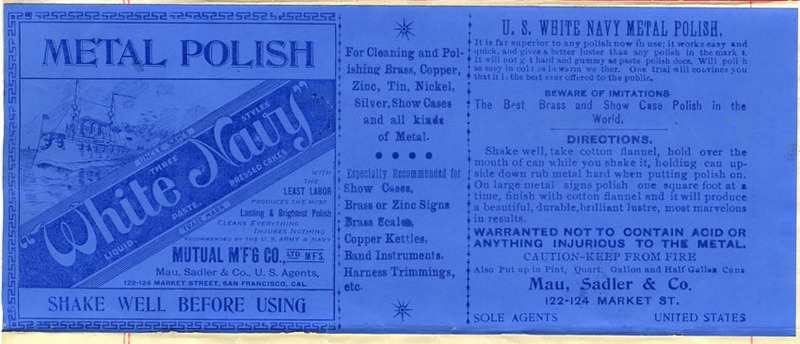 METAL POLISH
SINGLE CAKES
THREE STYLES
"White Navy"
LIQUID. PASTE. PRESSED CAKES
TRADE MARK
WITH
THE
LEAST LABOR
PRODUCES THE MOST
Lasting & Brightest Polish
CLEANS EVERYTHING
INJURES NOTHING
RECOMMENDED BY THE U.S. ARMY & NAVY
MUTUAL M'F'G CO., LTD. MFS.
Mau, Sadler & Co., U. S. Agents,
122-124 MARKET STREET, SAN FRANCISCO, CAL
SHAKE WELL BEFORE USING
For Cleaning and Pol-
ishing Brass, Copper,
Zinc, Tin, Nickel,
Silver, Show Cases
and all kinds
of Metal.
Especially Recommended for
Show Cases,
Brass or Zinc Signs
Brass Scales,
Copper Kettles,
Band Instruments,
Harness Trimmings,
etc.
U. S. WHITE NAVY METAL POLISH.
It is far superior to any polish now in use; it works easy and
quick, and gives a better luster than any polish in the mark t.
It will not g t hard and gummy as paste polish does. Will poli h
as easy in col as in warm we ther. One trial will convince you
that it is the best ever offered to the public.
BEWARE OF IMITATIONS
The Best Brass and Show Case Polish in the
World.
DIRECTIONS.
Shake well, take cotton flannel, hold over the
mouth of can while you shake it, holding can up-
side down rub metal hard when putting polish on.
On large metal signs polish one square foot at a
time, finish with cotton flannel and it will produce
a beautiful, durable, brilliant lustre, most marvelous
in results.
WARRANTED NOT TO CONTAIN ACID OR
ANYTHING INJURIOUS TO THE METAL.
CAUTION-KEEP FROM FIRE
Also Put up in Pint, Quart, Gallon and Half Gallon Cans
Mau, Sadler & Co.
122-124 MARKET ST.
SOLE AGENTS UNITED STATES